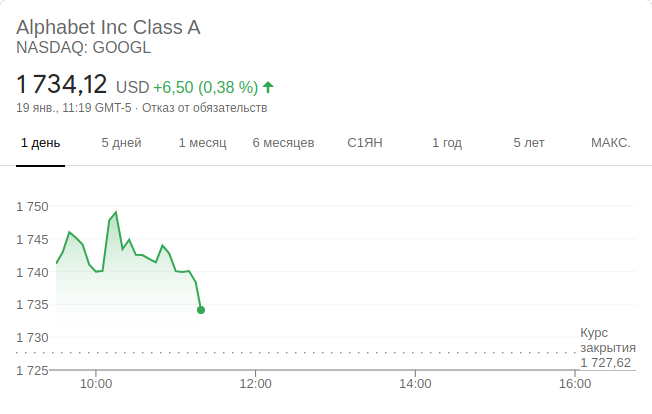 Alphabet Inc Class A
NASDAQ: GOOGL
1 734,12 USD +6,50 (0,38 %)
19 янв., 11:19 GMT-5 · Отказ от обязательств
1 день 5 дней 1 месяц 6 месяцев С1ЯН 1 год 5 лет МАКС.
1 750
1 745
1 740
1 735
1 730
Курс
закрытия
1 727,62
1 725
10:00 12:00 14:00 16:00